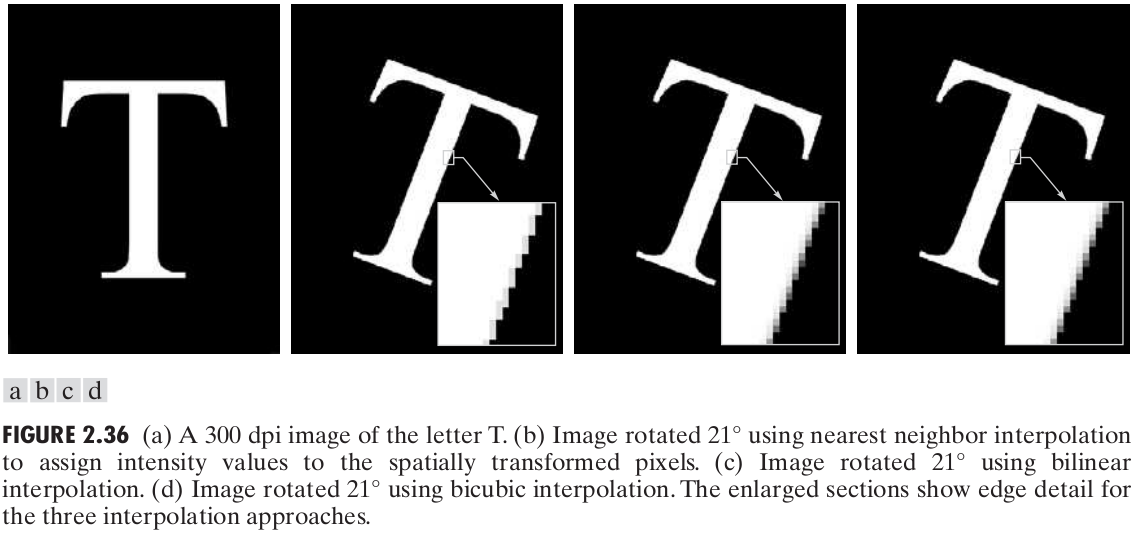 a b c d
FIGURE 2.36 (a) A 300 dpi image of the letter T. (b) Image rotated 21° using nearest neighbor interpolation
to assign intensity values to the spatially transformed pixels. (c) Image rotated 21° using bilinear
interpolation. (d) Image rotated 21° using bicubic interpolation. The enlarged sections show edge detail for
the three interpolation approaches.